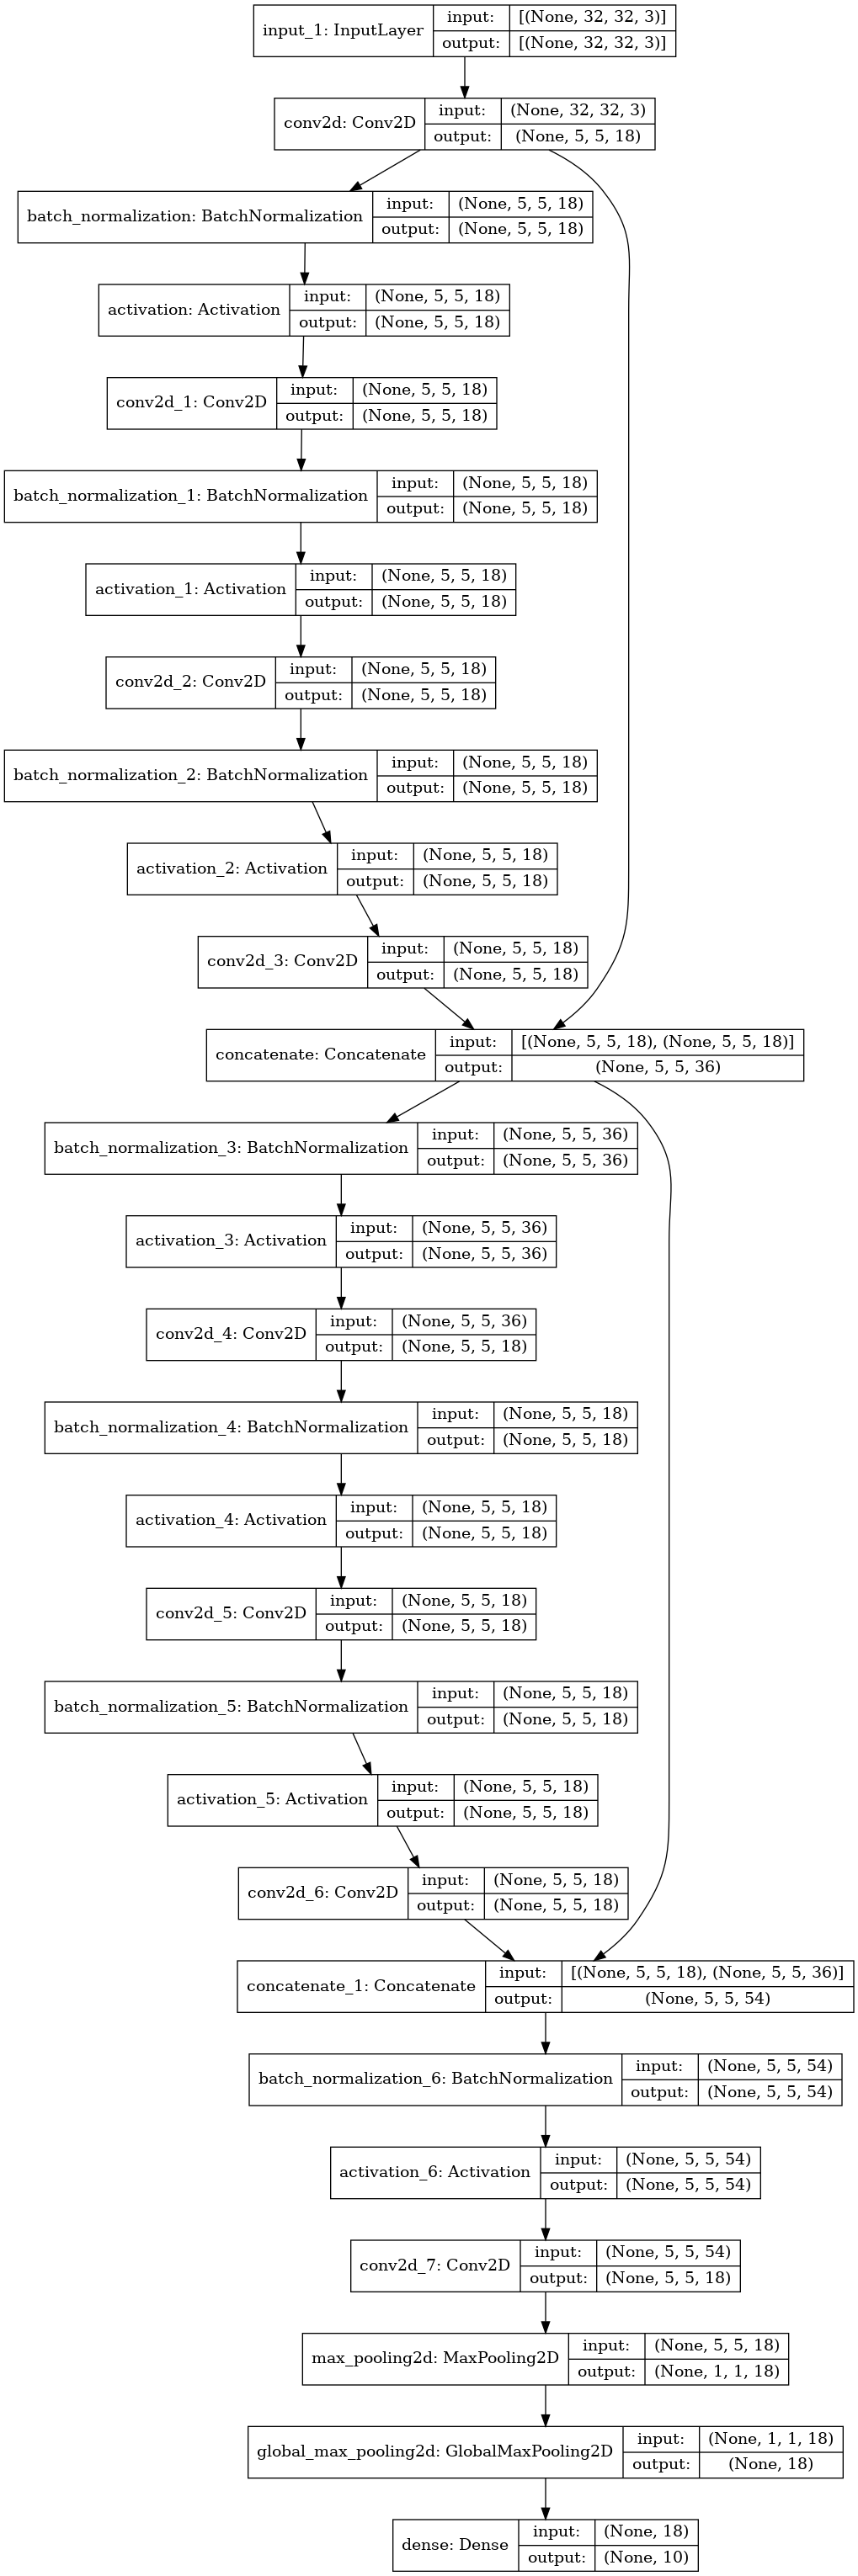 input_1: InputLayer
input: [(None, 32, 32, 3)]
output: [(None, 32, 32, 3)]
conv2d: Conv2D
input: (None, 32, 32, 3)
output: (None, 5, 5, 18)
batch_normalization: BatchNormalization
input: (None, 5, 5, 18)
output: (None, 5, 5, 18)
activation: Activation
input: (None, 5, 5, 18)
output: (None, 5, 5, 18)
conv2d_1: Conv2D
input: (None, 5, 5, 18)
output: (None, 5, 5, 18)
batch_normalization_1: BatchNormalization
input: (None, 5, 5, 18)
output: (None, 5, 5, 18)
activation_1: Activation
input: (None, 5, 5, 18)
output: (None, 5, 5, 18)
conv2d_2: Conv2D
input: (None, 5, 5, 18)
output: (None, 5, 5, 18)
batch_normalization_2: BatchNormalization
input: (None, 5, 5, 18)
output: (None, 5, 5, 18)
activation_2: Activation
input: (None, 5, 5, 18)
output: (None, 5, 5, 18)
conv2d_3: Conv2D
input: (None, 5, 5, 18)
output: (None, 5, 5, 18)
concatenate: Concatenate
input: [(None, 5, 5, 18), (None, 5, 5, 18)]
output: (None, 5, 5, 36)
batch_normalization_3: BatchNormalization
input: (None, 5, 5, 36)
output: (None, 5, 5, 36)
activation_3: Activation
input: (None, 5, 5, 36)
output: (None, 5, 5, 36)
conv2d_4: Conv2D
input: (None, 5, 5, 36)
output: (None, 5, 5, 18)
batch_normalization_4: BatchNormalization
input: (None, 5, 5, 18)
output: (None, 5, 5, 18)
activation_4: Activation
input: (None, 5, 5, 18)
output: (None, 5, 5, 18)
conv2d_5: Conv2D
input: (None, 5, 5, 18)
output: (None, 5, 5, 18)
batch_normalization_5: BatchNormalization
input: (None, 5, 5, 18)
output: (None, 5, 5, 18)
activation_5: Activation
input: (None, 5, 5, 18)
output: (None, 5, 5, 18)
conv2d_6: Conv2D
input: (None, 5, 5, 18)
output: (None, 5, 5, 18)
concatenate_1: Concatenate
input: [(None, 5, 5, 18), (None, 5, 5, 36)]
output: (None, 5, 5, 54)
batch_normalization_6: BatchNormalization
input: (None, 5, 5, 54)
output: (None, 5, 5, 54)
activation_6: Activation
input: (None, 5, 5, 54)
output: (None, 5, 5, 54)
conv2d_7: Conv2D
input: (None, 5, 5, 54)
output: (None, 5, 5, 18)
max_pooling2d: MaxPooling2D
input: (None, 5, 5, 18)
output: (None, 1, 1, 18)
global_max_pooling2d: GlobalMaxPooling2D
input: (None, 1, 1, 18)
output: (None, 18)
dense: Dense
input: (None, 18)
output: (None, 10)